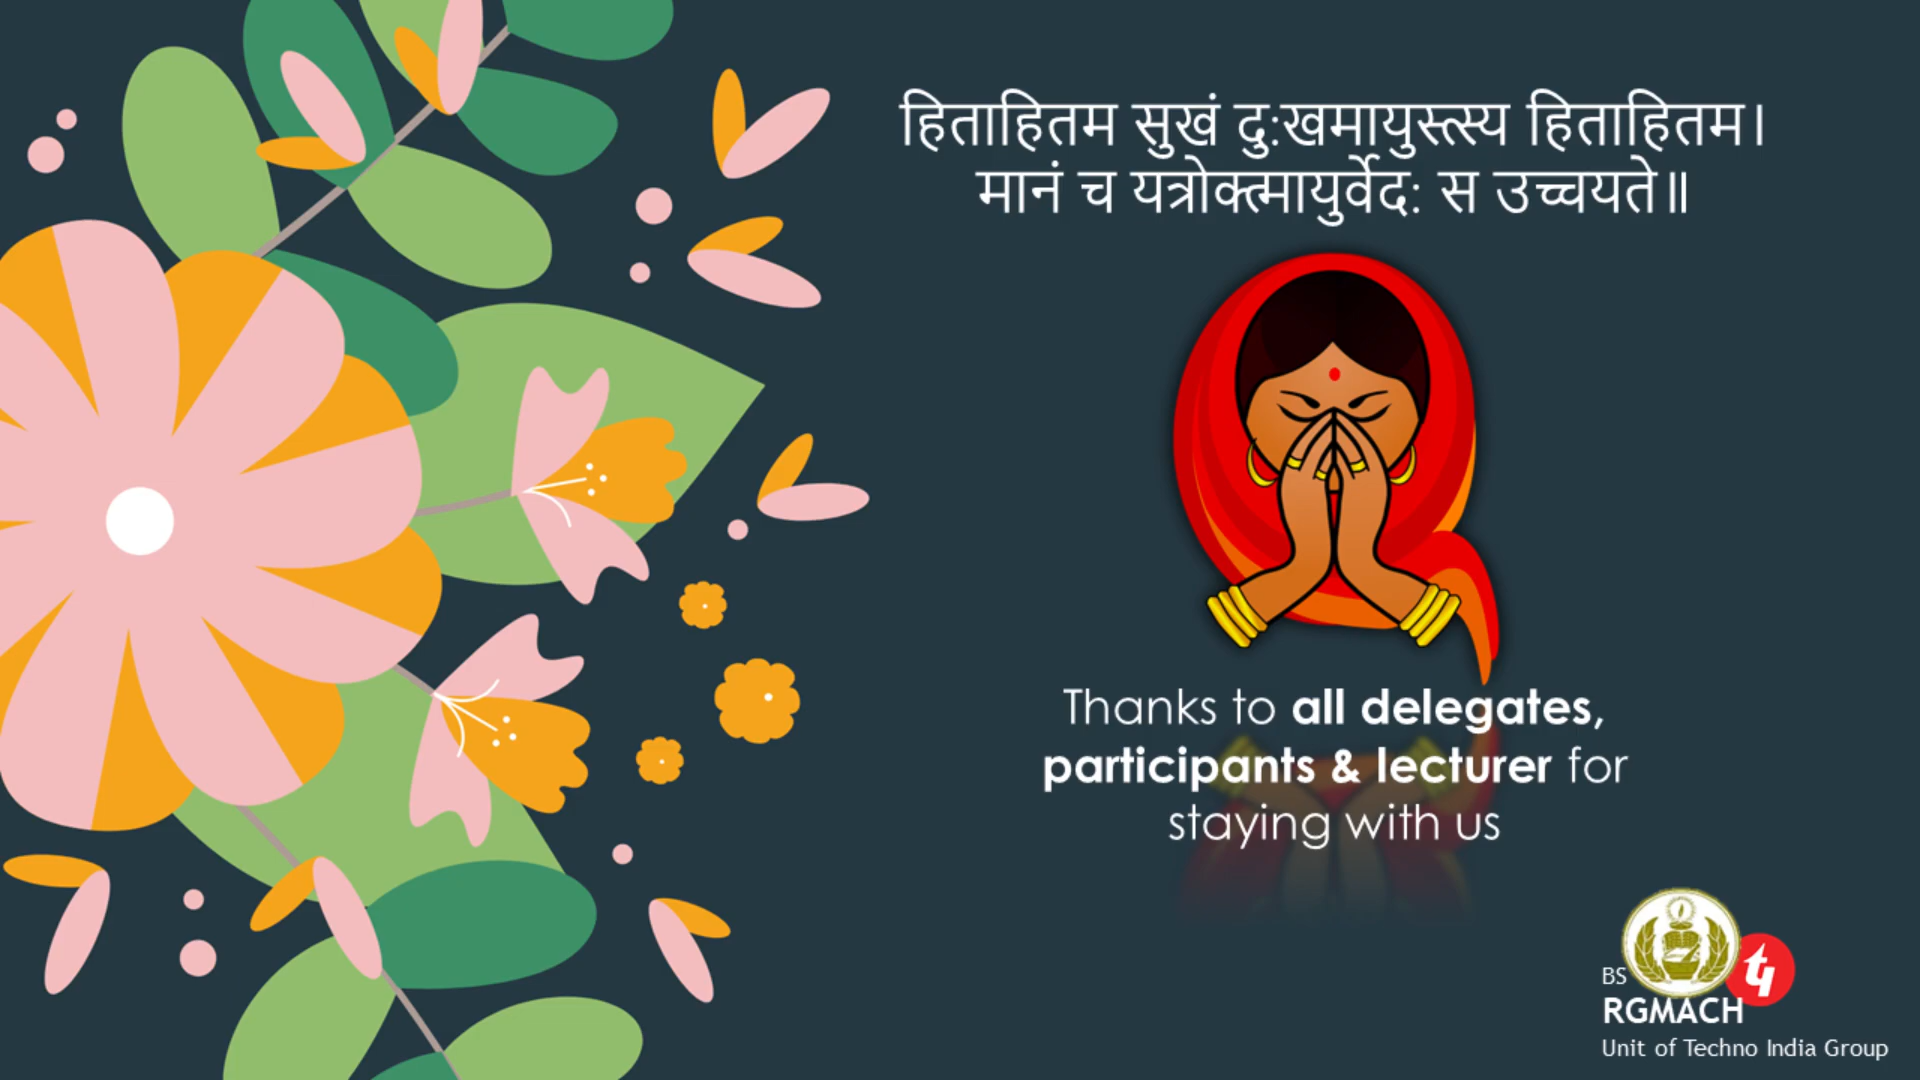 हिताहितम सुखं दु:खमायुस्त्स्य हिताहितम।
मानं च यत्रोक्त्मायुर्वेद: स उच्चयते॥
Thanks to all delegates,
participants & lecturer for
staying with us
BS
RGMACH
Unit of Techno India Group